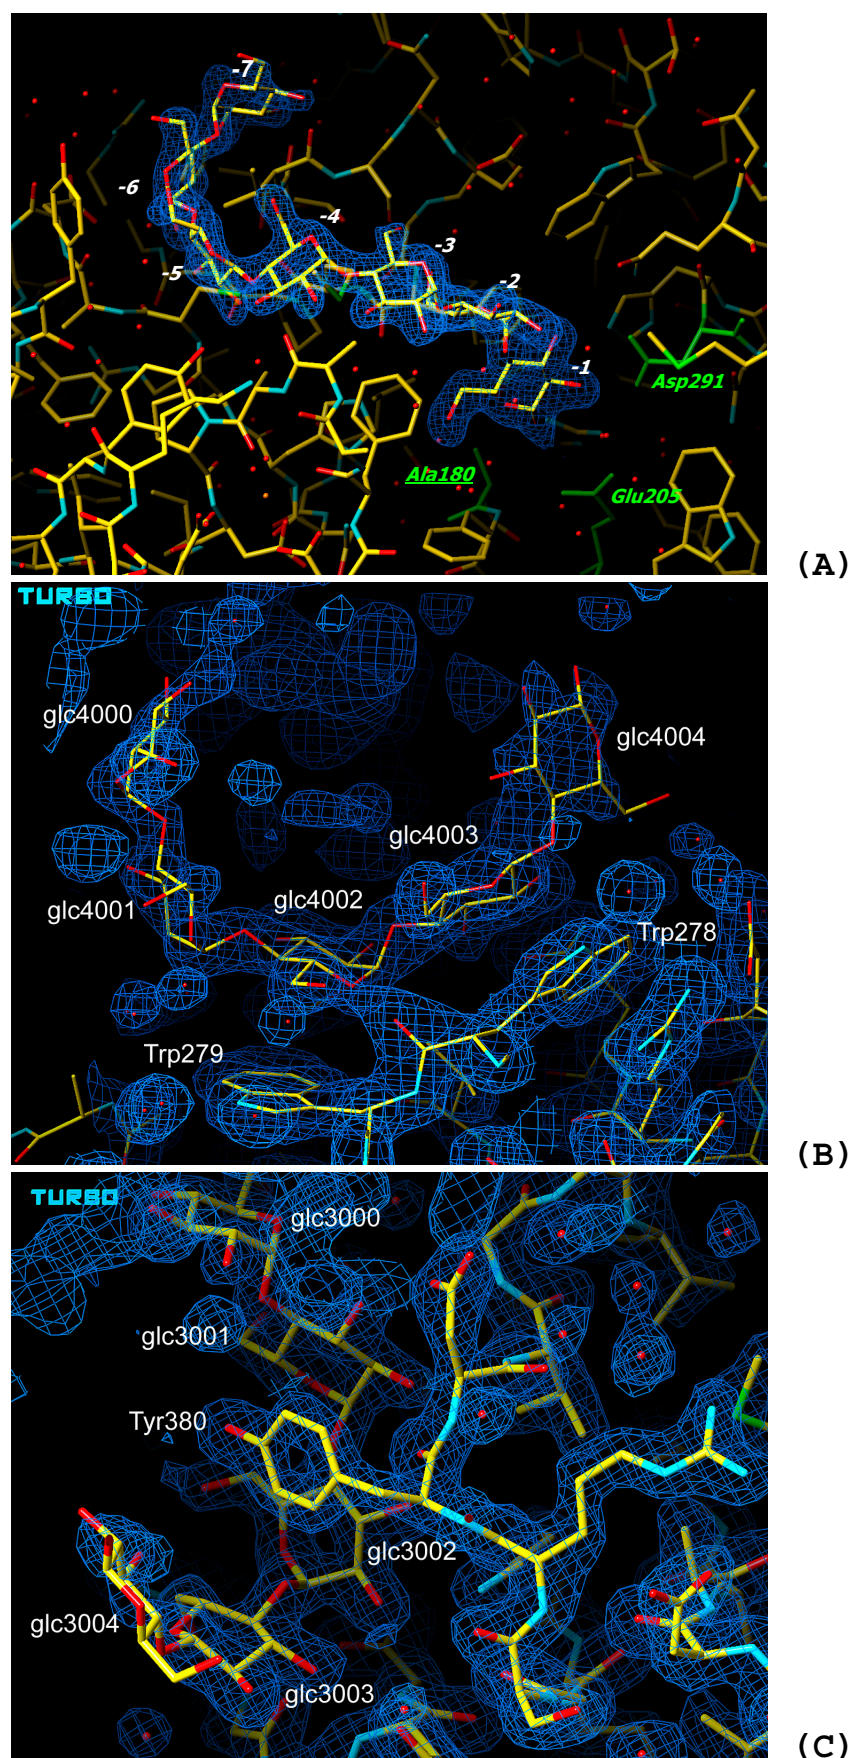 -7
-6
-4
-3
-5
-2
-1
Asp291
Ala180
Glu205
(A)
TURBO
glc4000
glc4004
glc4003
glc4002
glc4001
Trp278
Trp279
(B)
TURBO
glc3000
glc3001
Tyr380
glc3002
glc3004
glc3003
(C)